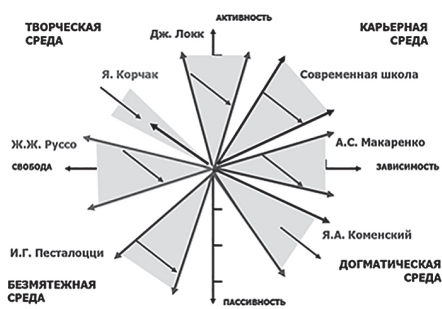 АКТИВНОСТЬ
ТВОРЧЕСКАЯ
СРЕДА
КАРЬЕРНАЯ
СРЕДА
Дж. Локк
Я. Корчак
Современная школа
Ж.Ж. Руссо
А.С. Макаренко
СВОБОДА
ЗАВИСИМОСТЬ
Я.А. Коменский
И.Г. Песталоцци
ДОГМАТИЧЕСКАЯ
СРЕДА
БЕЗМЯТЕЖНАЯ
СРЕДА
ПАССИВНОСТЬ